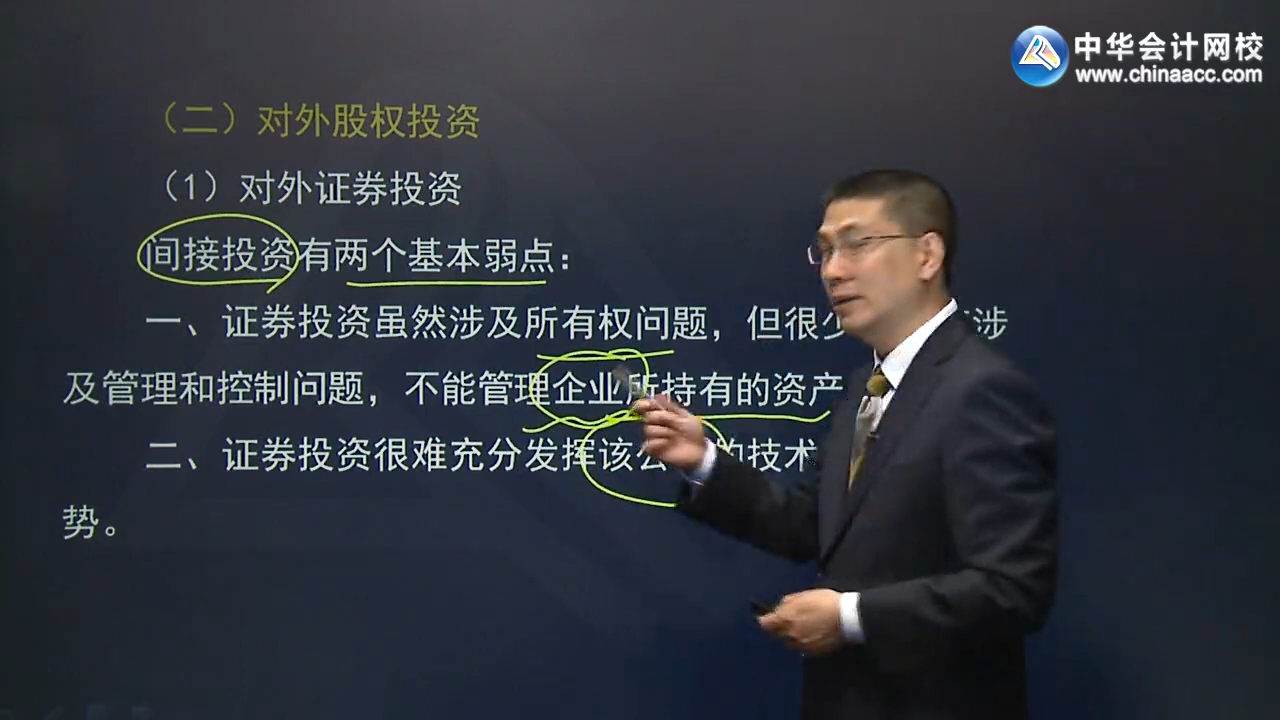 中华会计网校
www.chinaacc.com
（二）对外股权投资
（1）对外证券投资
间接投资有两个基本弱点：
一、证券投资虽然涉及所有权问题，但很少 涉
及管理和控制问题，不能管理企业所持有的资产
二、证券投资很难充分发挥该公 的技术
势。